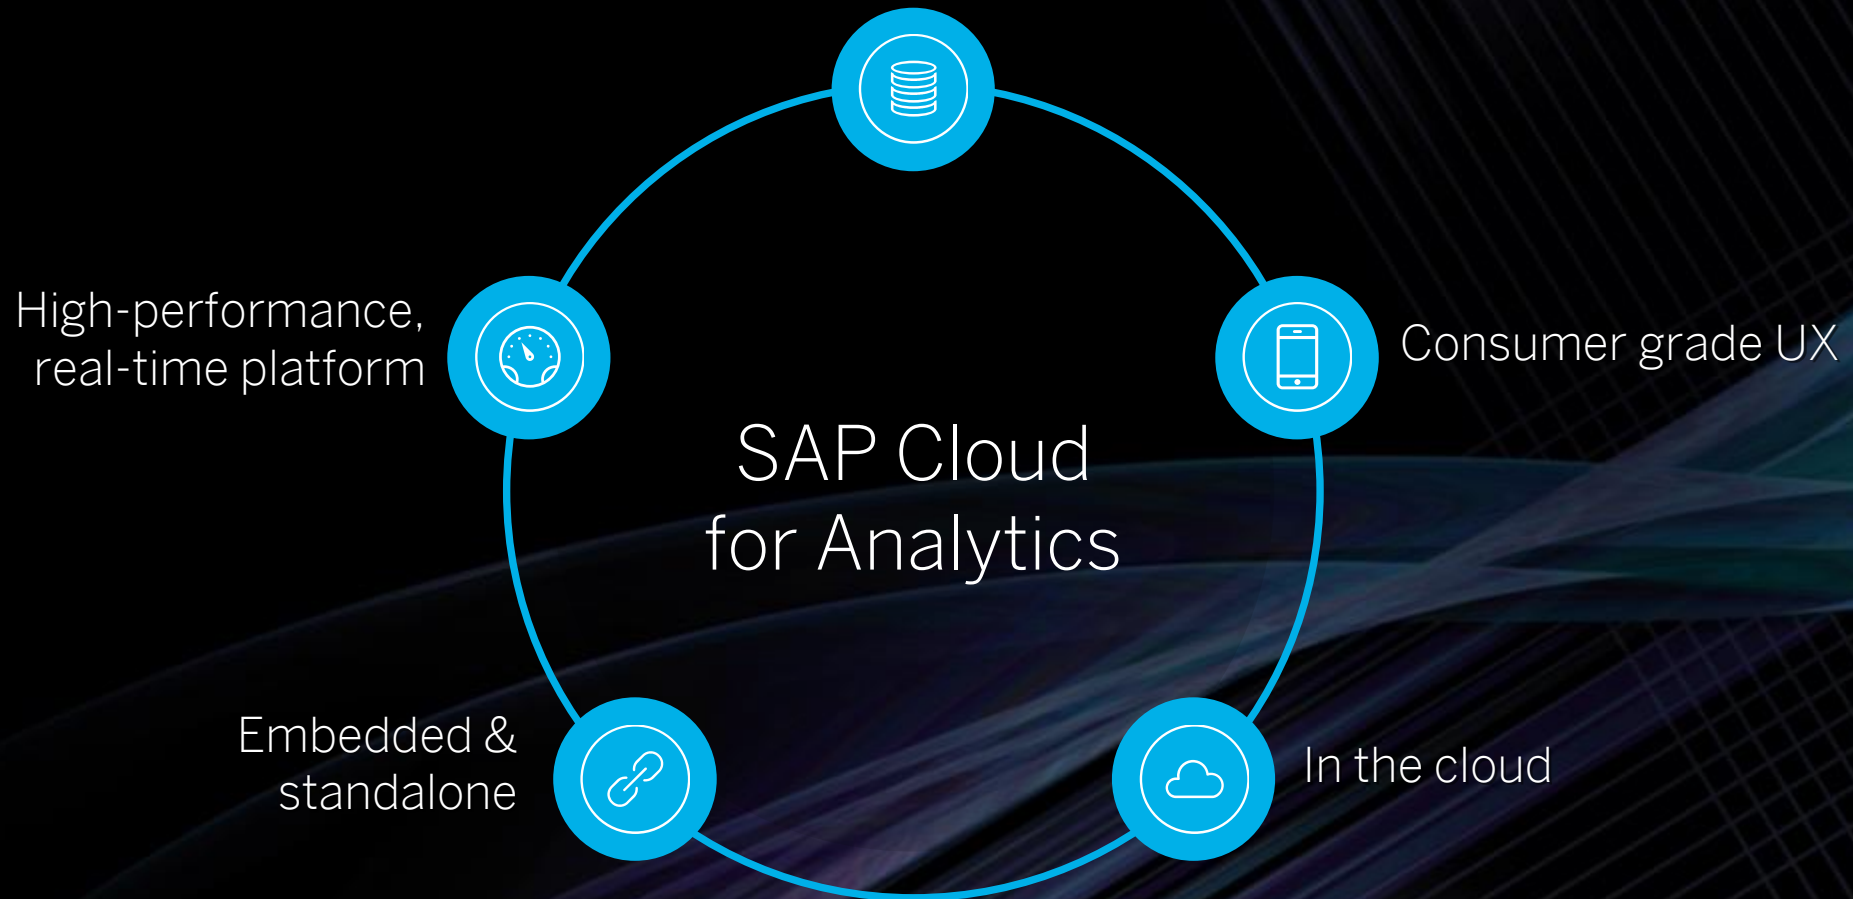 High-performance,
real-time platform
Consumer grade UX
SAP Cloud
for Analytics
Embedded &
standalone
In the cloud